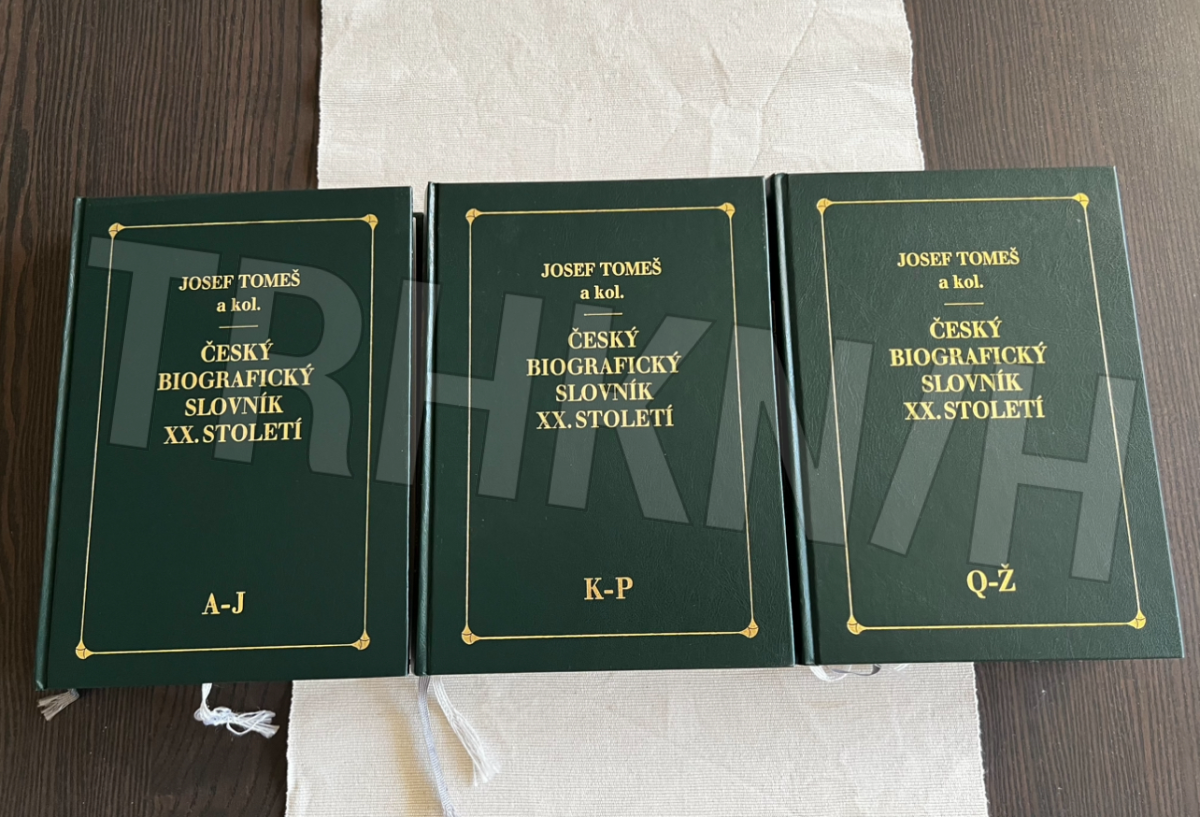 JOSEF TOMEŠ
a kol.
ČESKÝ
BIOGRAFICKÝ
SLOVNÍK
XX. STOLETÍ
A-J
JOSEF TOMEŠ
a kol.
ČESKÝ
BIOGRAFICKÝ
SLOVNÍK
XX. STOLETÍ
K-P
JOSEF TOMEŠ
a kol.
ČESKÝ
BIOGRAFICKÝ
SLOVNÍK
XX. STOLETÍ
Q-Ž
TRHKNIH